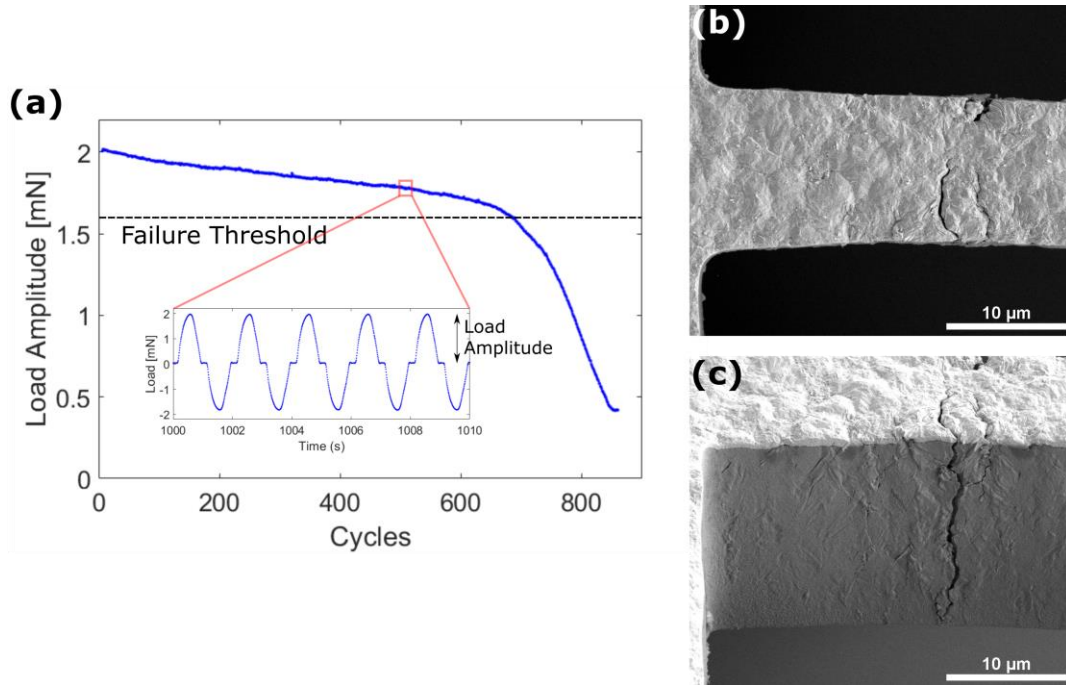 (a)
Load Amplitude [mN]
2
1.5
1
0.5
0
Failure Threshold
Load [mN]
2
1
0
-1
-2
Load
Amplitude
1000 1002 1004 1006 1008 1010
Time (s)
0 200 400 600 800
Cycles
(b)
10 µm
(c)
10 µm